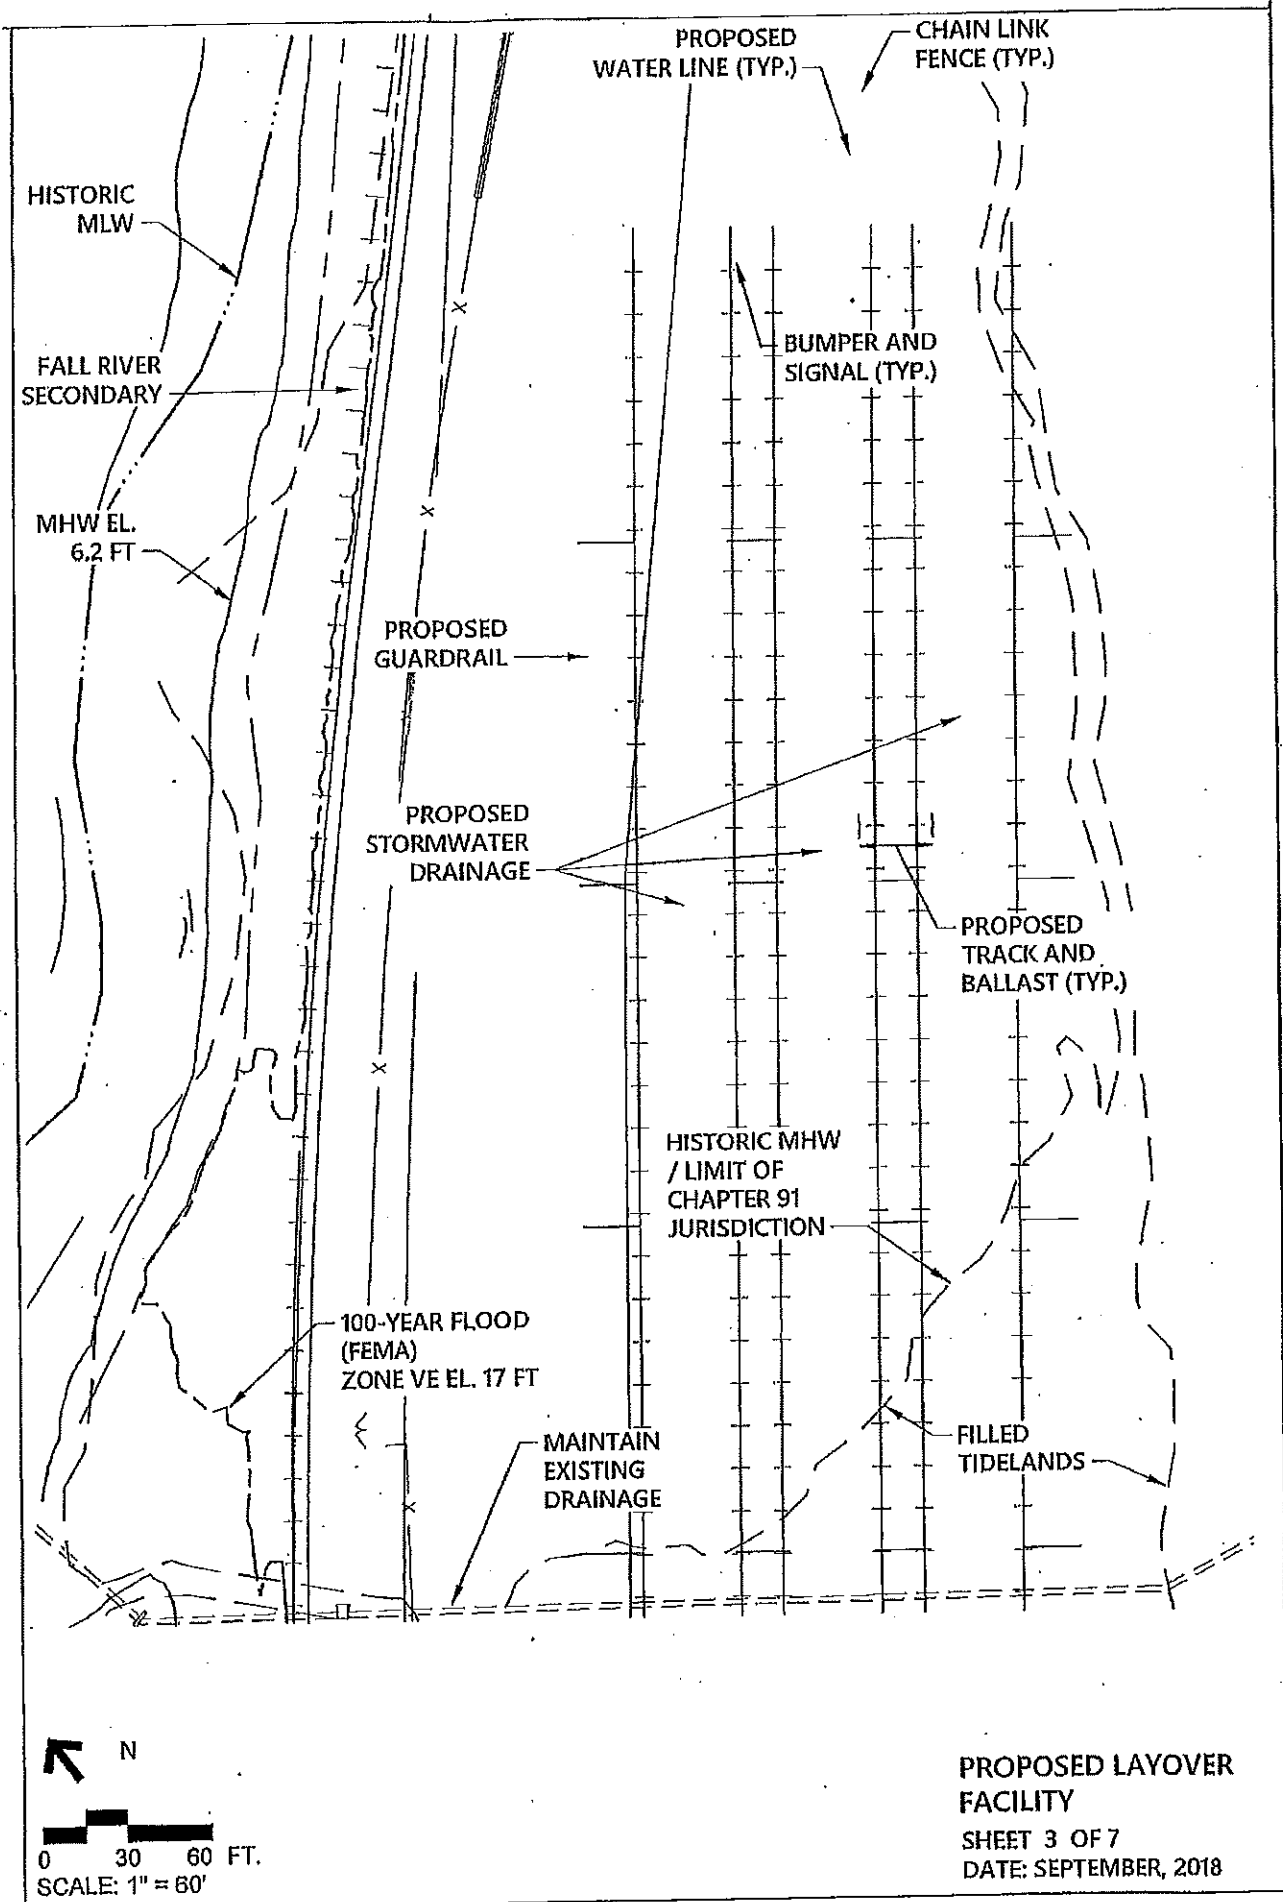 PROPOSED
WATER LINE (TYP.)
CHAIN LINK
FENCE (TYP.)
HISTORIC
MLW
FALL RIVER
SECONDARY
BUMPER AND
SIGNAL (TYP.)
X
MHW EL.
6.2 FT
X
PROPOSED
GUARDRAIL
PROPOSED
STORMWATER
DRAINAGE
PROPOSED
TRACK AND
BALLAST (TYP.)
X
HISTORIC MHW
/ LIMIT OF
CHAPTER 91
JURISDICTION
100-YEAR FLOOD
(FEMA)
ZONE VE EL. 17 FT
MAINTAIN
EXISTING
DRAINAGE
FILLED
TIDELANDS
X
N
0 30 60 FT.
SCALE: 1" = 60'
PROPOSED LAYOVER
FACILITY
SHEET 3 OF 7
DATE: SEPTEMBER, 2018